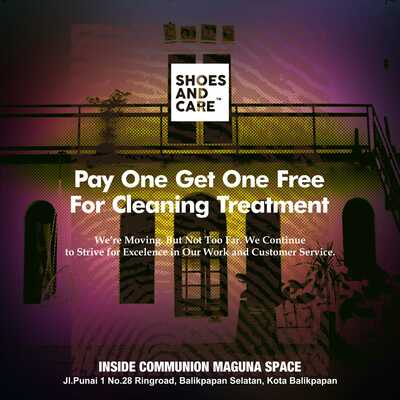 SHOES
AND
CARE™
Pay One Get One Free
For Cleaning Treatment
We're Moving. But Not Too Far. We Continue
to Strive for Excelence in Our Work and Customer Service.
INSIDE COMMUNION MAGUNA SPACE
Jl.Punai 1 No.28 Ringroad, Balikpapan Selatan, Kota Balikpapan